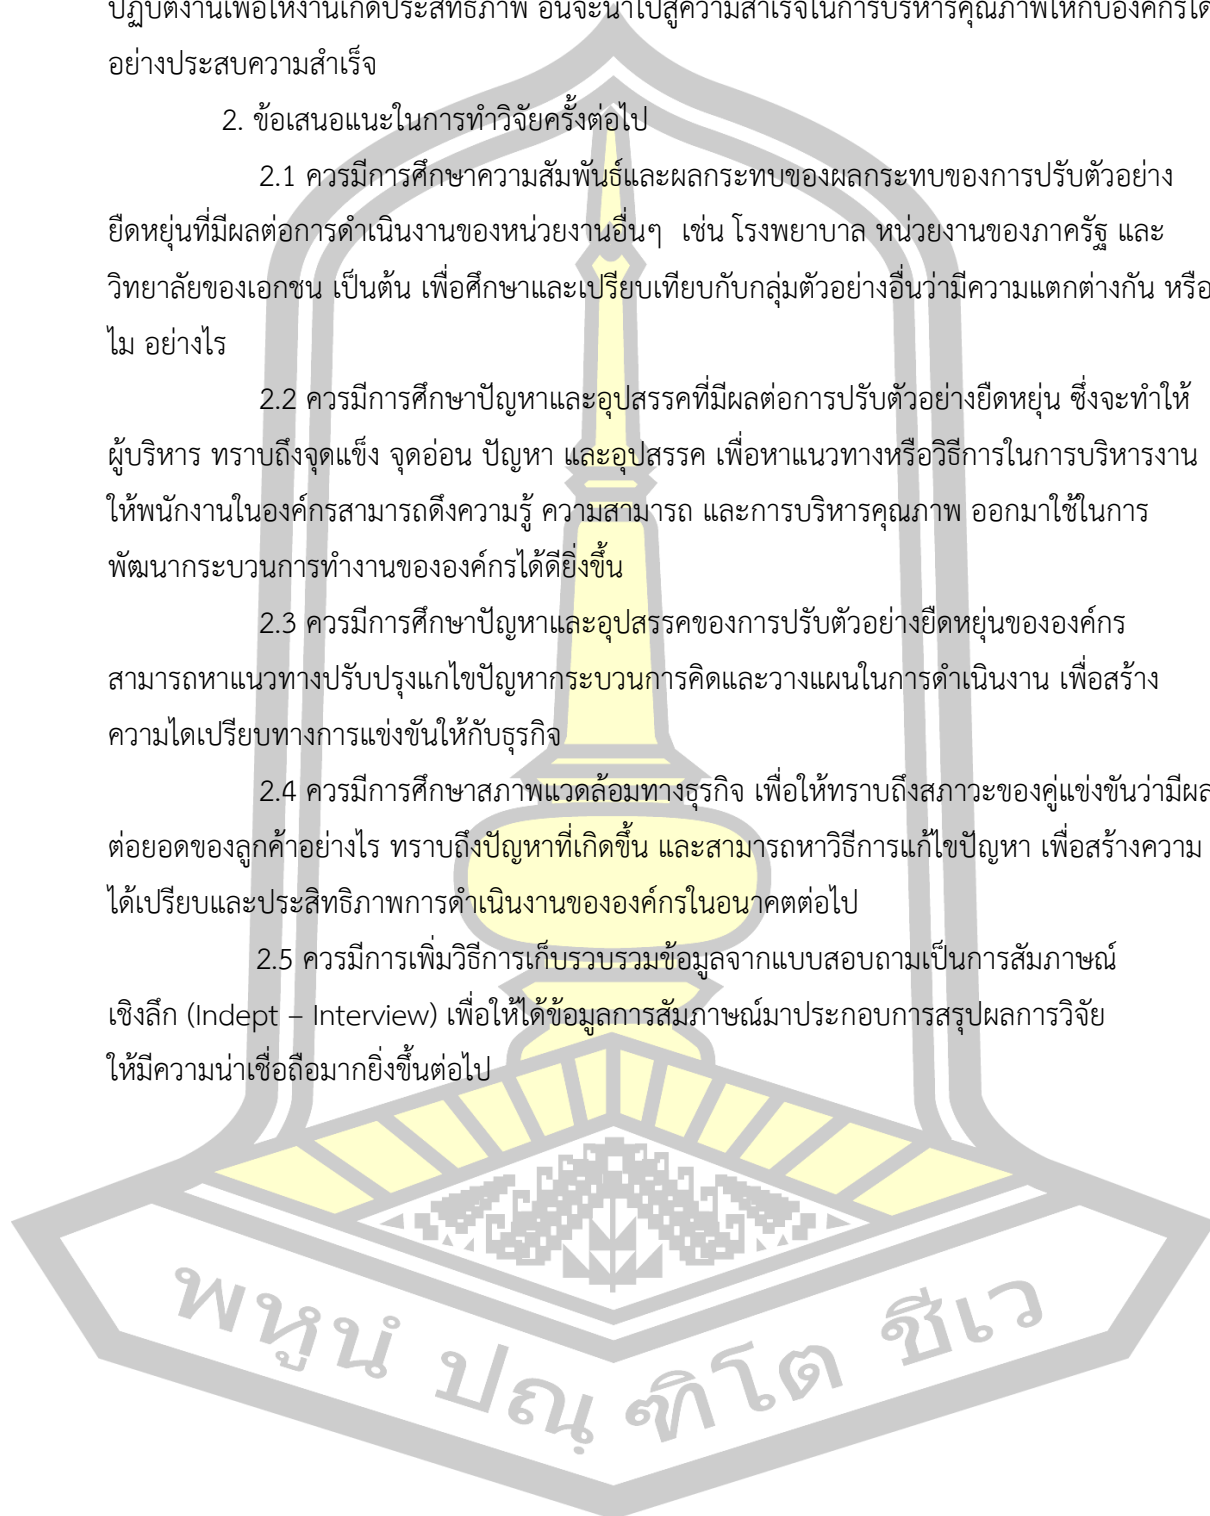 ปฏิบัติงานเพื่อให้งานเกิดประสิทธิภาพ อันจะนำไปสู่ความสำเร็จในการบริหารคุณภาพให้กับองค์กรได้
อย่างประสบความสำเร็จ
2. ข้อเสนอแนะในการทำวิจัยครั้งต่อไป
2.1 ควรมีการศึกษาความสัมพันธ์และผลกระทบของผลกระทบของการปรับตัวอย่าง
ยืดหยุ่นที่มีผลต่อการดำเนินงานของหน่วยงานอื่นๆ เช่น โรงพยาบาล หน่วยงานของภาครัฐ และ
วิทยาลัยของเอกชน เป็นต้น เพื่อศึกษาและเปรียบเทียบกับกลุ่มตัวอย่างอื่นว่ามีความแตกต่างกัน หรือ
ไม อย่างไร
2.2 ควรมีการศึกษาปัญหาและอุปสรรคที่มีผลต่อการปรับตัวอย่างยืดหยุ่น ซึ่งจะทำให้
ผู้บริหาร ทราบถึงจุดแข็ง จุดอ่อน ปัญหา และอุปสรรค เพื่อหาแนวทางหรือวิธีการในการบริหารงาน
ให้พนักงานในองค์กรสามารถดึงความรู้ ความสามารถ และการบริหารคุณภาพ ออกมาใช้ในการ
พัฒนากระบวนการทำงานขององค์กรได้ดียิ่งขึ้น
2.3 ควรมีการศึกษาปัญหาและอุปสรรคของการปรับตัวอย่างยืดหยุ่นขององค์กร
สามารถหาแนวทางปรับปรุงแก้ไขปัญหากระบวนการคิดและวางแผนในการดำเนินงาน เพื่อสร้าง
ความไดเปรียบทางการแข่งขันให้กับธุรกิจ
2.4 ควรมีการศึกษาสภาพแวดล้อมทางธุรกิจ เพื่อให้ทราบถึงสภาวะของคู่แข่งขันว่ามีผล
ต่อยอดของลูกค้าอย่างไร ทราบถึงปัญหาที่เกิดขึ้น และสามารถหาวิธีการแก้ไขปัญหา เพื่อสร้างความ
ได้เปรียบและประสิทธิภาพการดำเนินงานขององค์กรในอนาคตต่อไป
2.5 ควรมีการเพิ่มวิธีการเก็บรวบรวมข้อมูลจากแบบสอบถามเป็นการสัมภาษณ์
เชิงลึก (Indept – Interview) เพื่อให้ได้ข้อมูลการสัมภาษณ์มาประกอบการสรุปผลการวิจัย
ให้มีความน่าเชื่อถือมากยิ่งขึ้นต่อไป
พหูนํ ปณฺฑิโต ชีเว